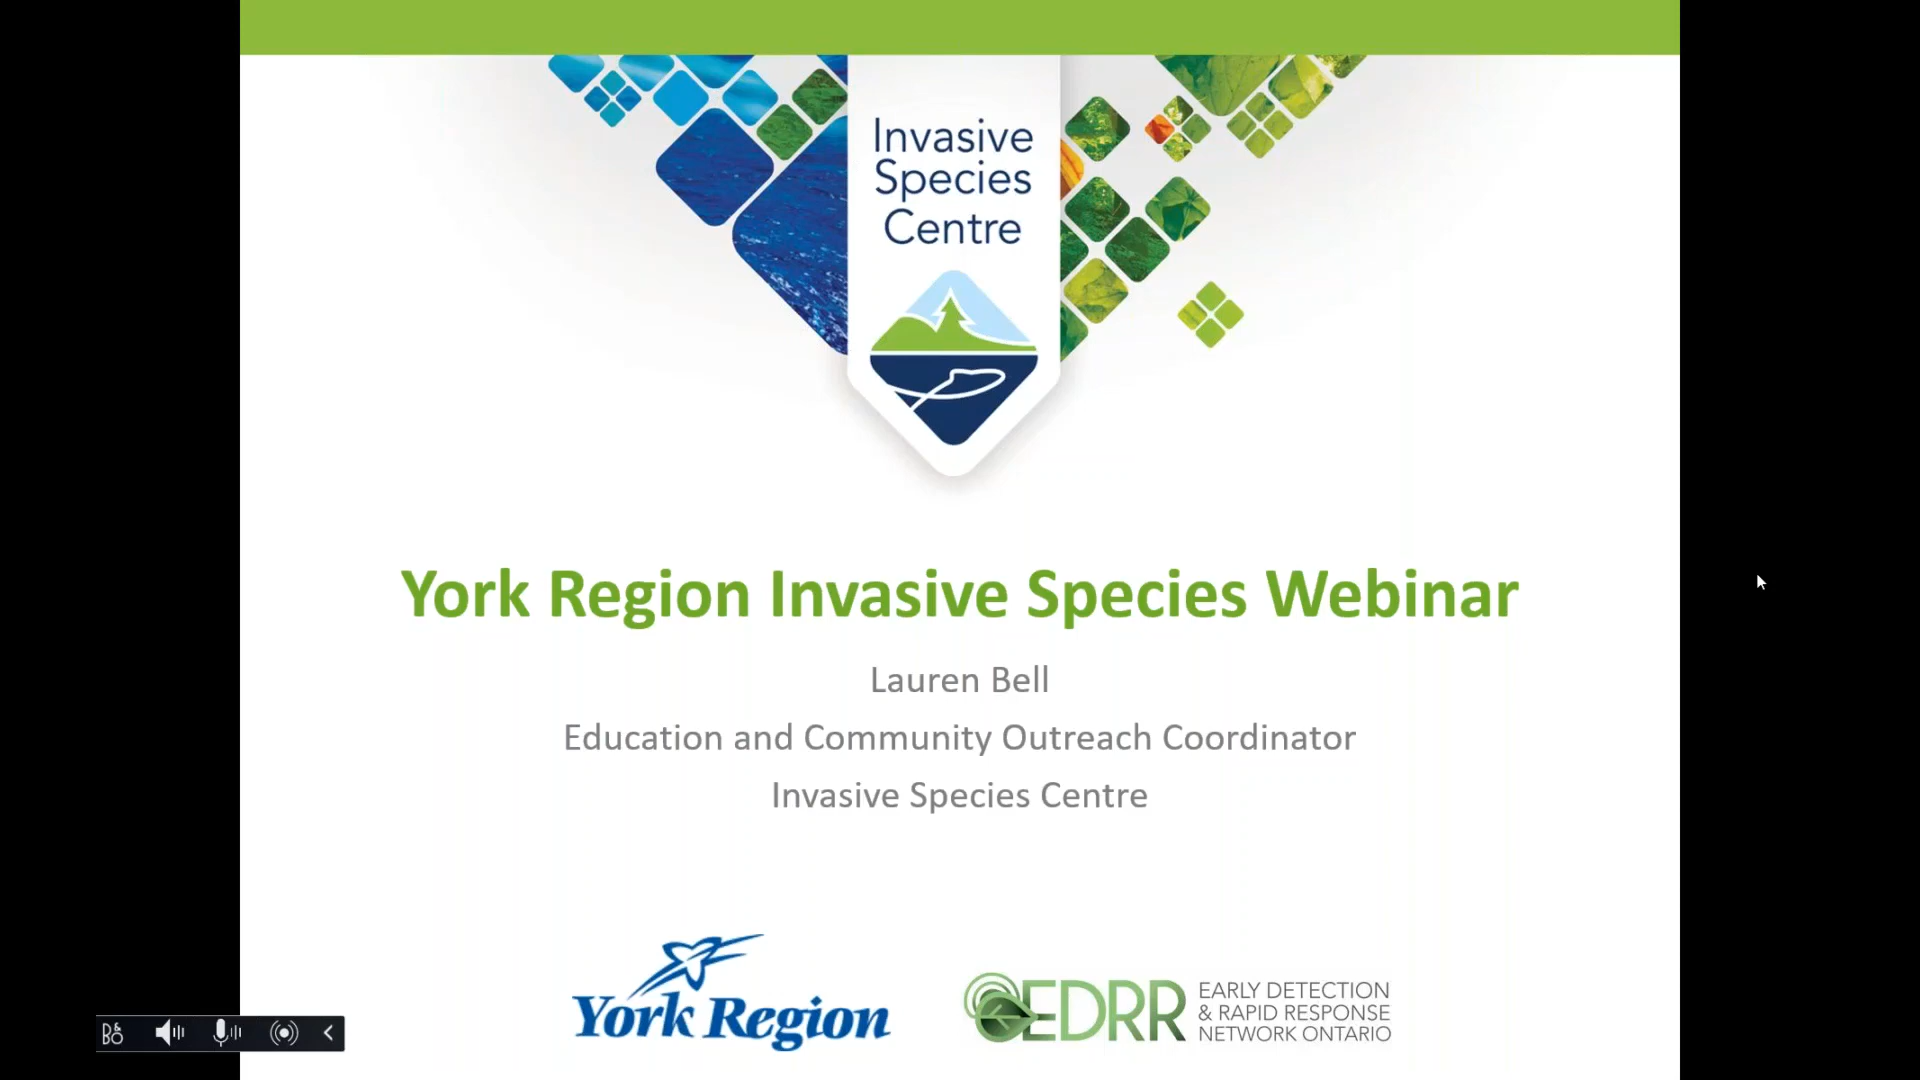 Invasive
Species
Centre
York Region Invasive Species Webinar
Lauren Bell
Education and Community Outreach Coordinator
Invasive Species Centre
York Region
EDRR
EARLY DETECTION
& RAPID RESPONSE
NETWORK ONTARIO
B&O